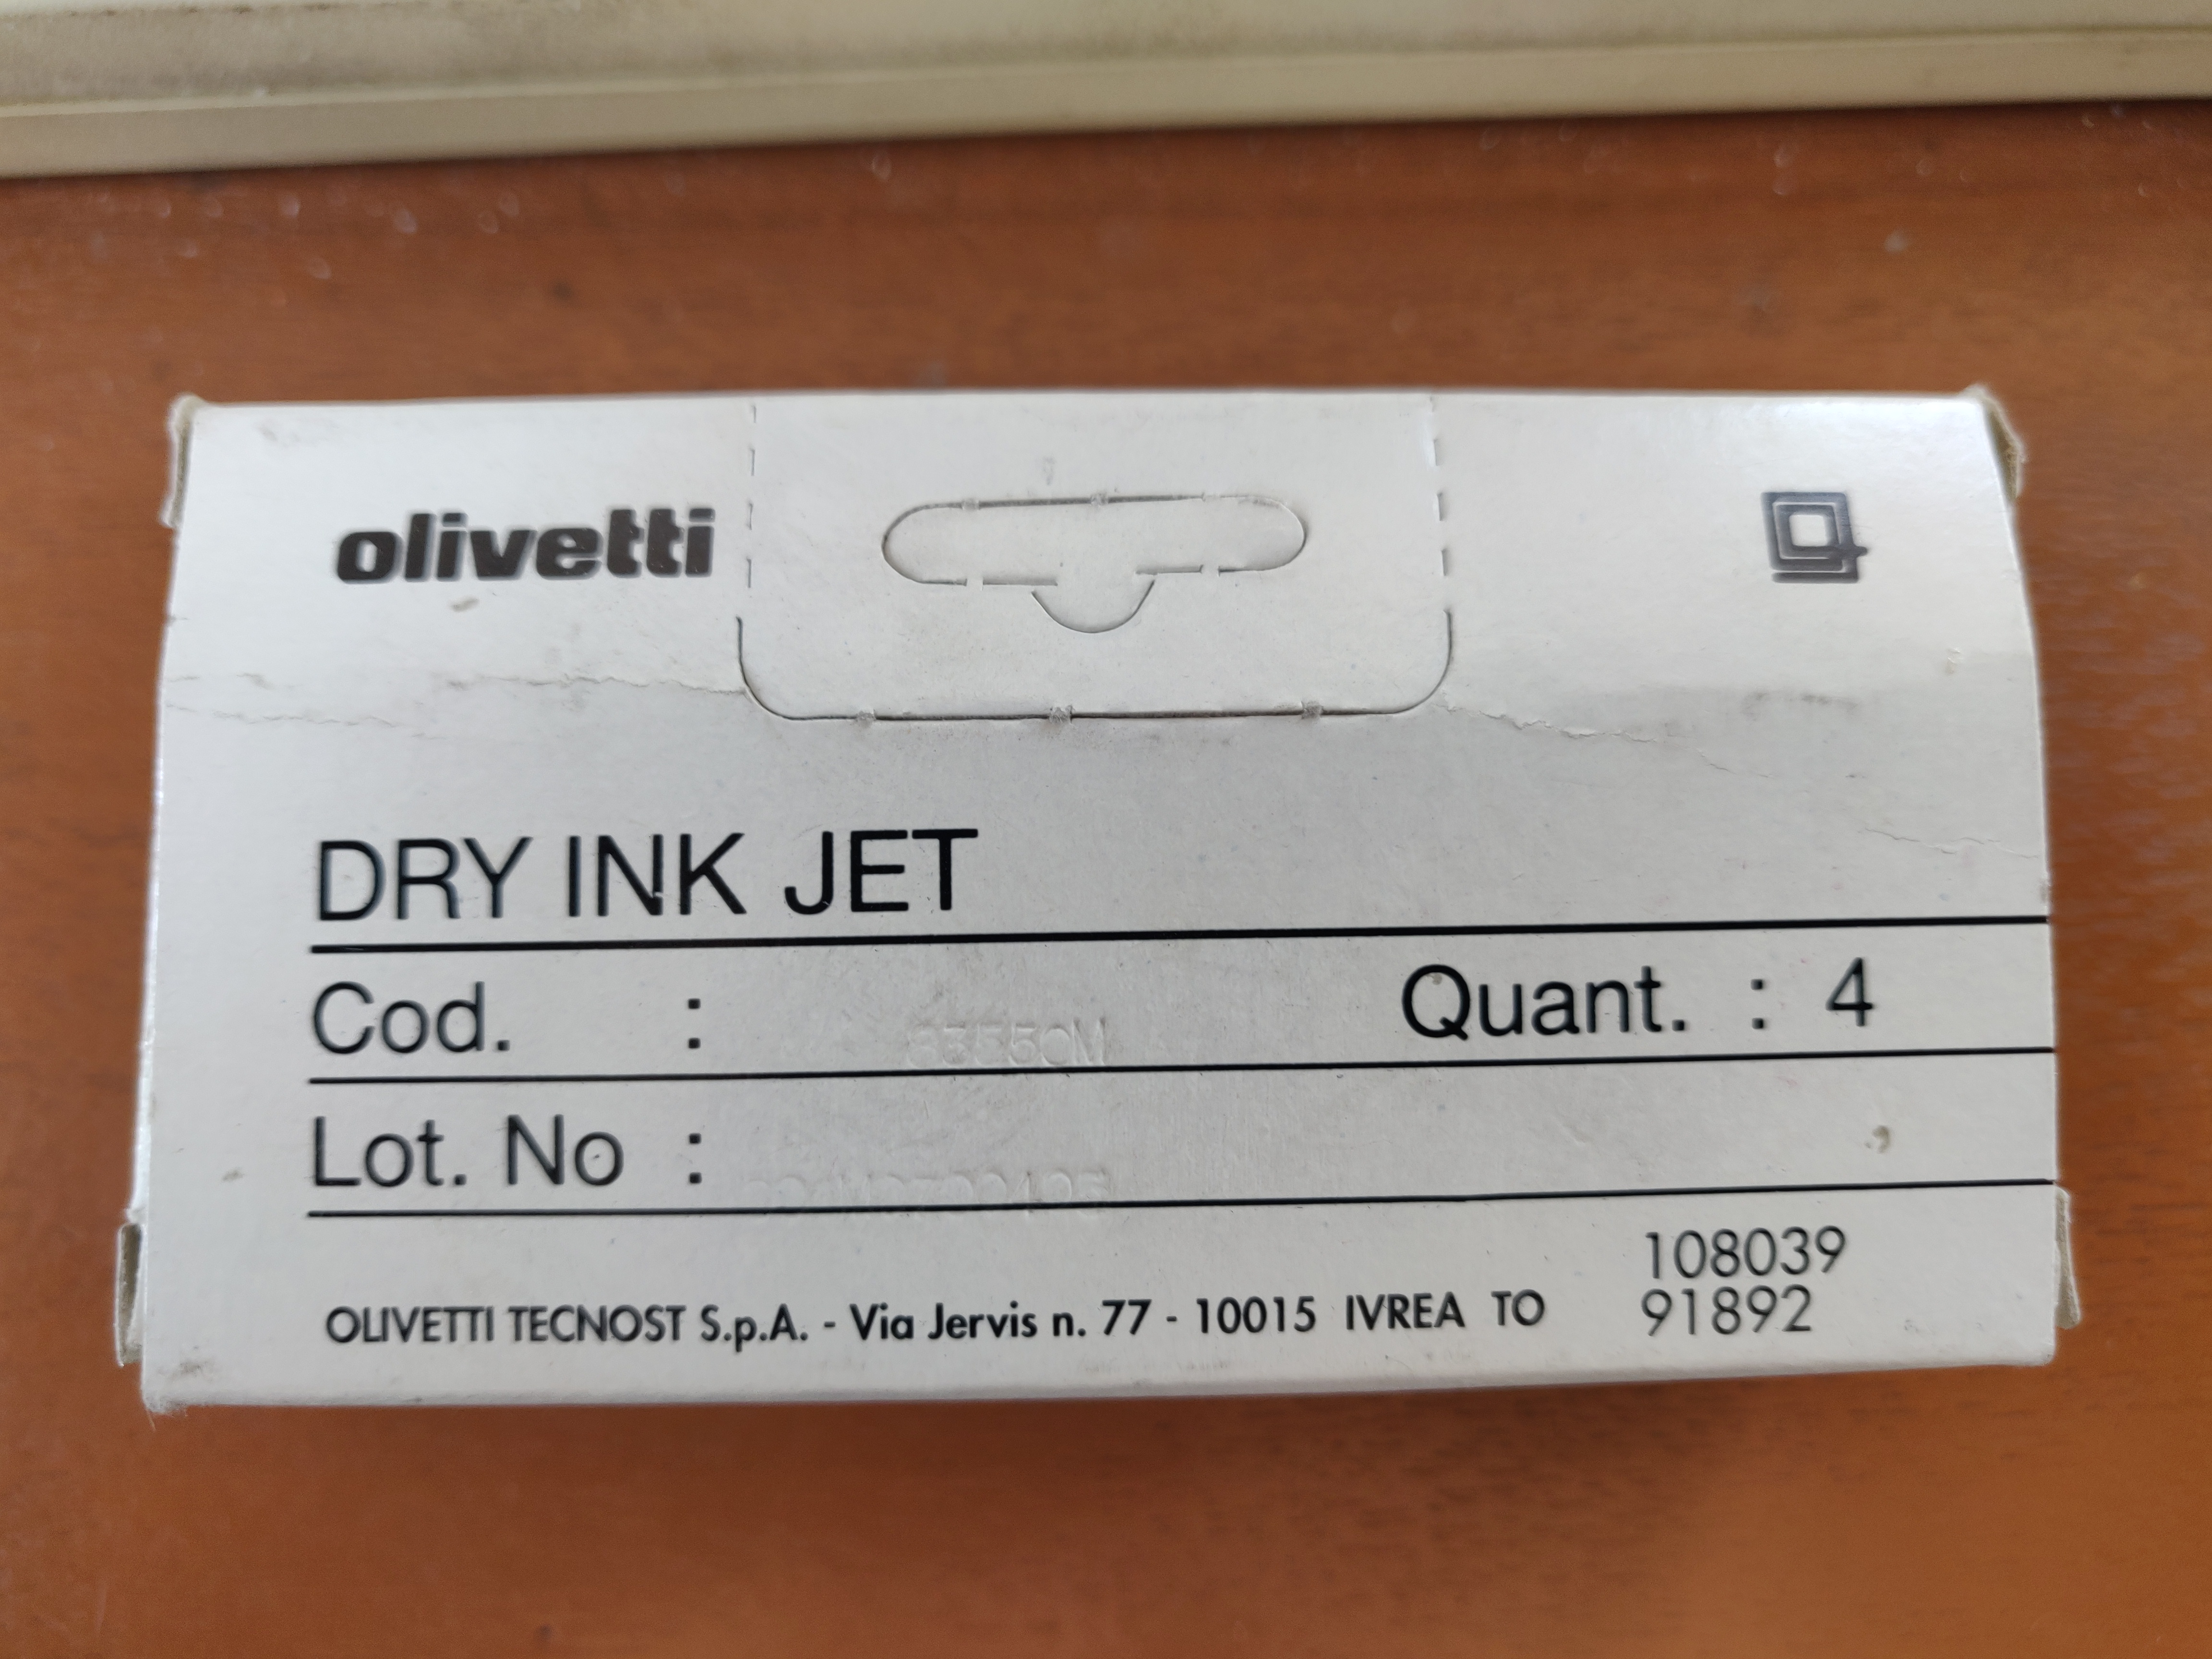 olivetti
DRY INK JET
Cod. : Quant. : 4
Lot. No :
108039
OLIVETTI TECNOST S.p.A. - Via Jervis n. 77 - 10015 IVREA TO 91892